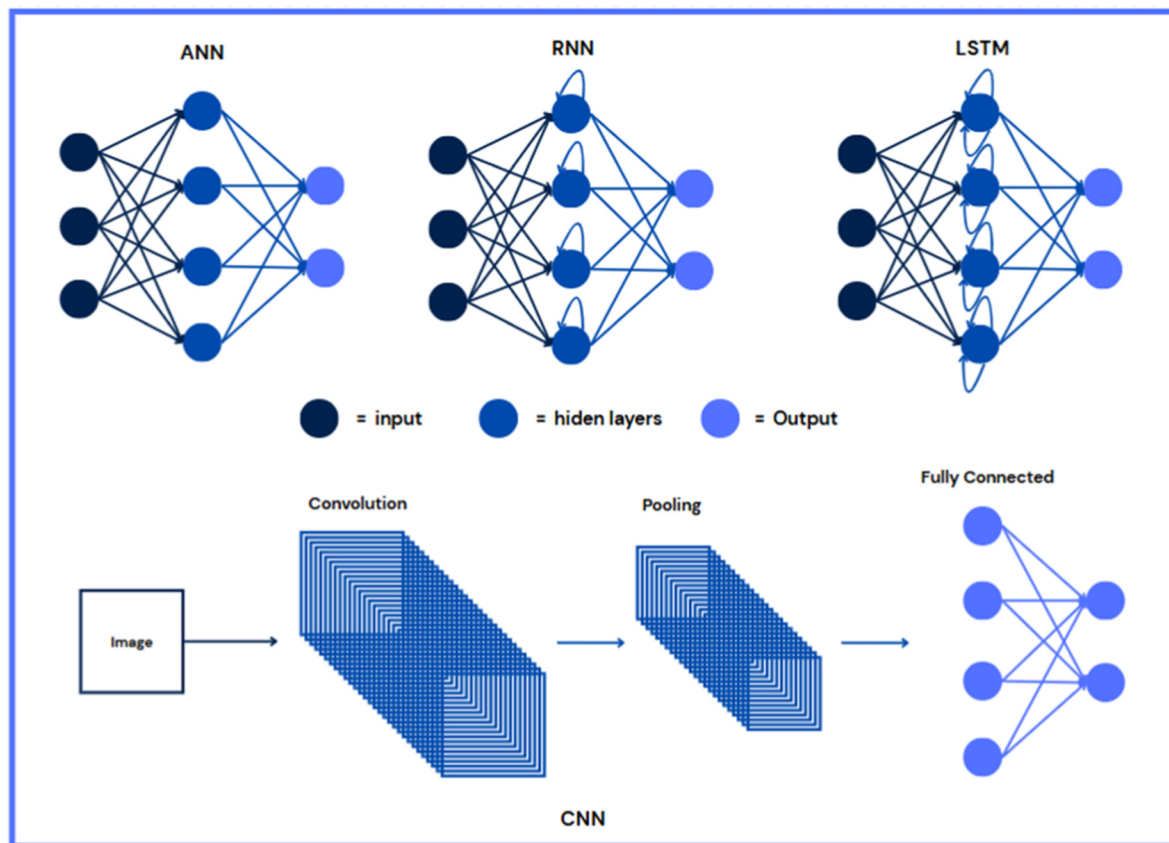 ANN
RNN
LSTM
= input
= hiden layers
= Output
Fully Connected
Convolution
Pooling
Image
CNN